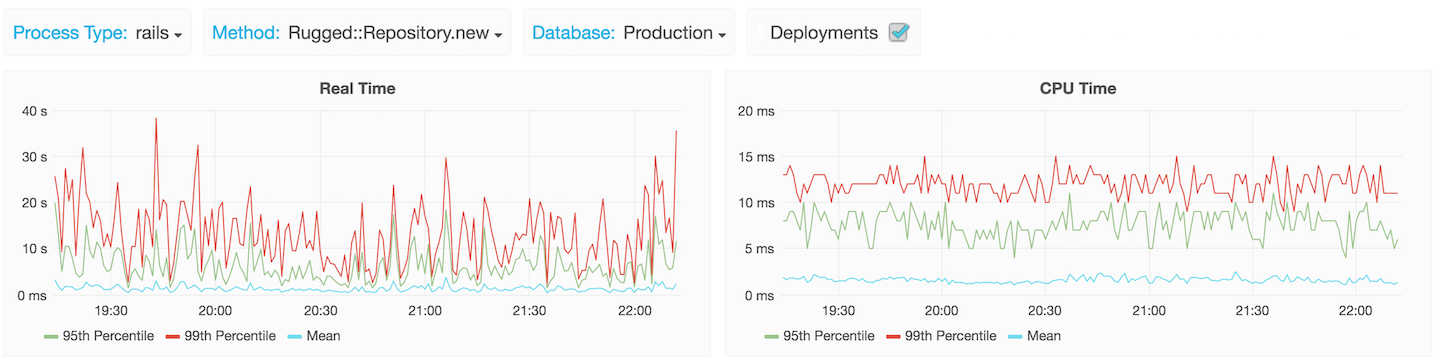 Process Type: rails Method: Rugged::Repository.new Database: Production Deployments
Real Time
40 s
30 s
20 s
10 s
0 ms
19:30 20:00 20:30 21:00 21:30 22:00
95th Percentile 99th Percentile Mean
CPU Time
20 ms
15 ms
10 ms
5 ms
0 ms
19:30 20:00 20:30 21:00 21:30 22:00
95th Percentile 99th Percentile Mean